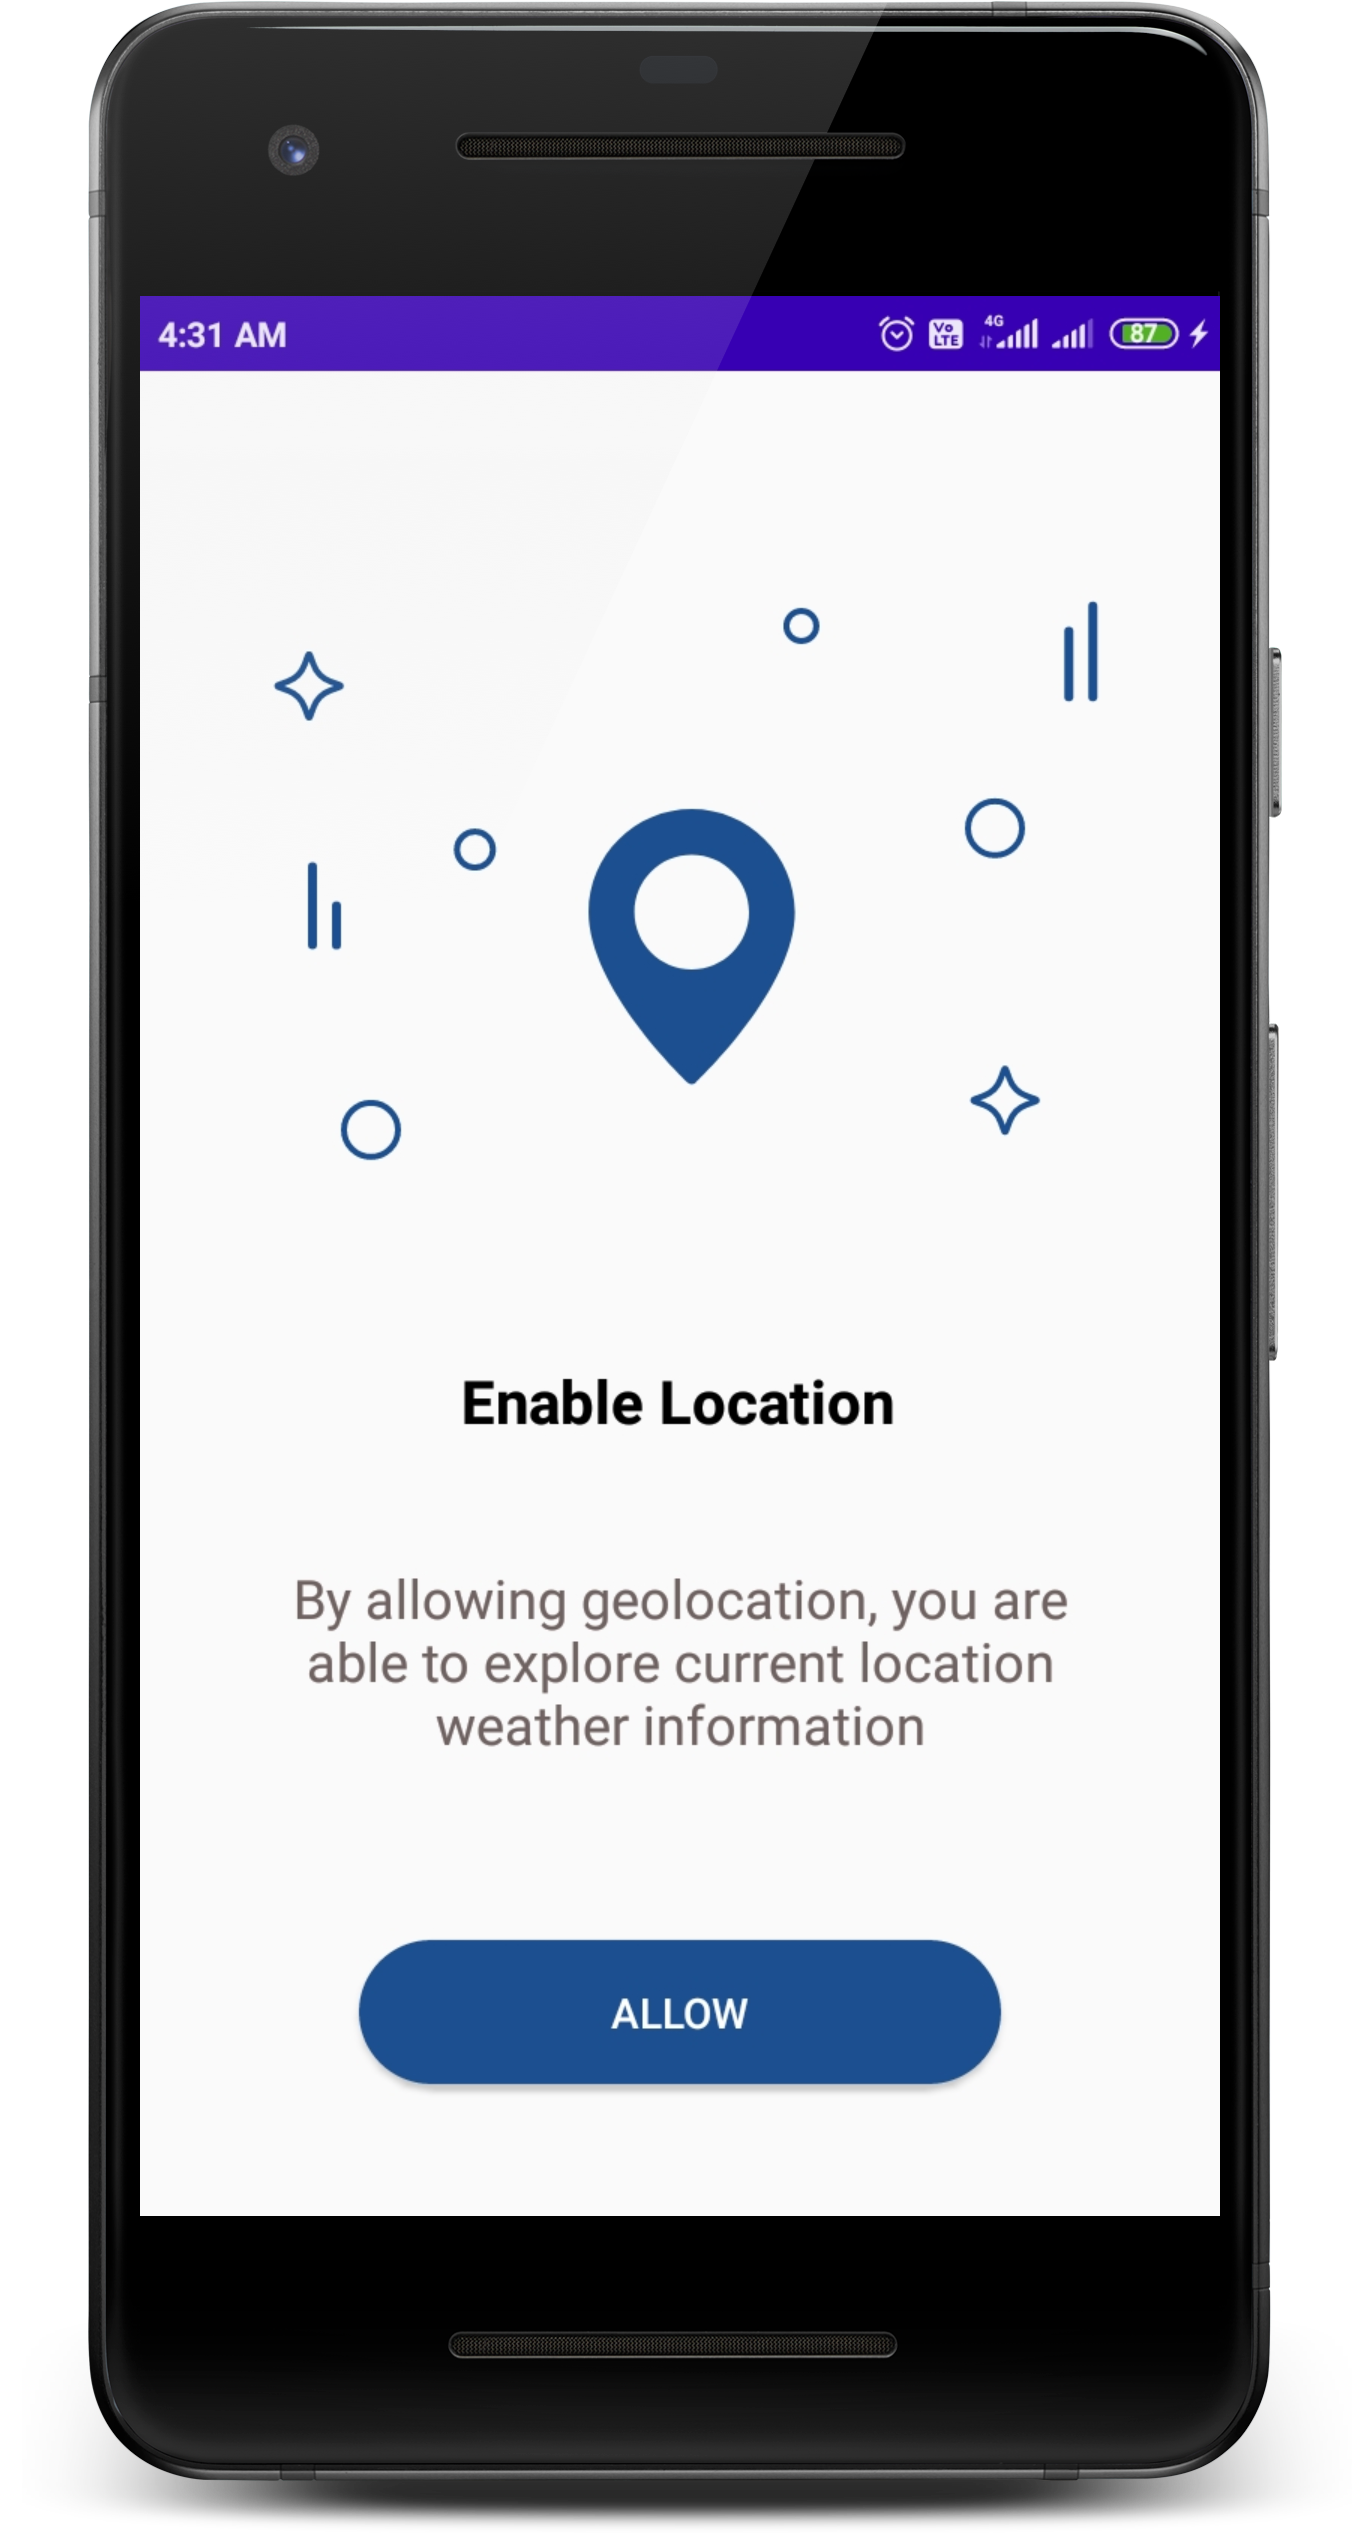 4:31 AM
Vo
LTE
4G
87
Enable Location
By allowing geolocation, you are
able to explore current location
weather information
ALLOW